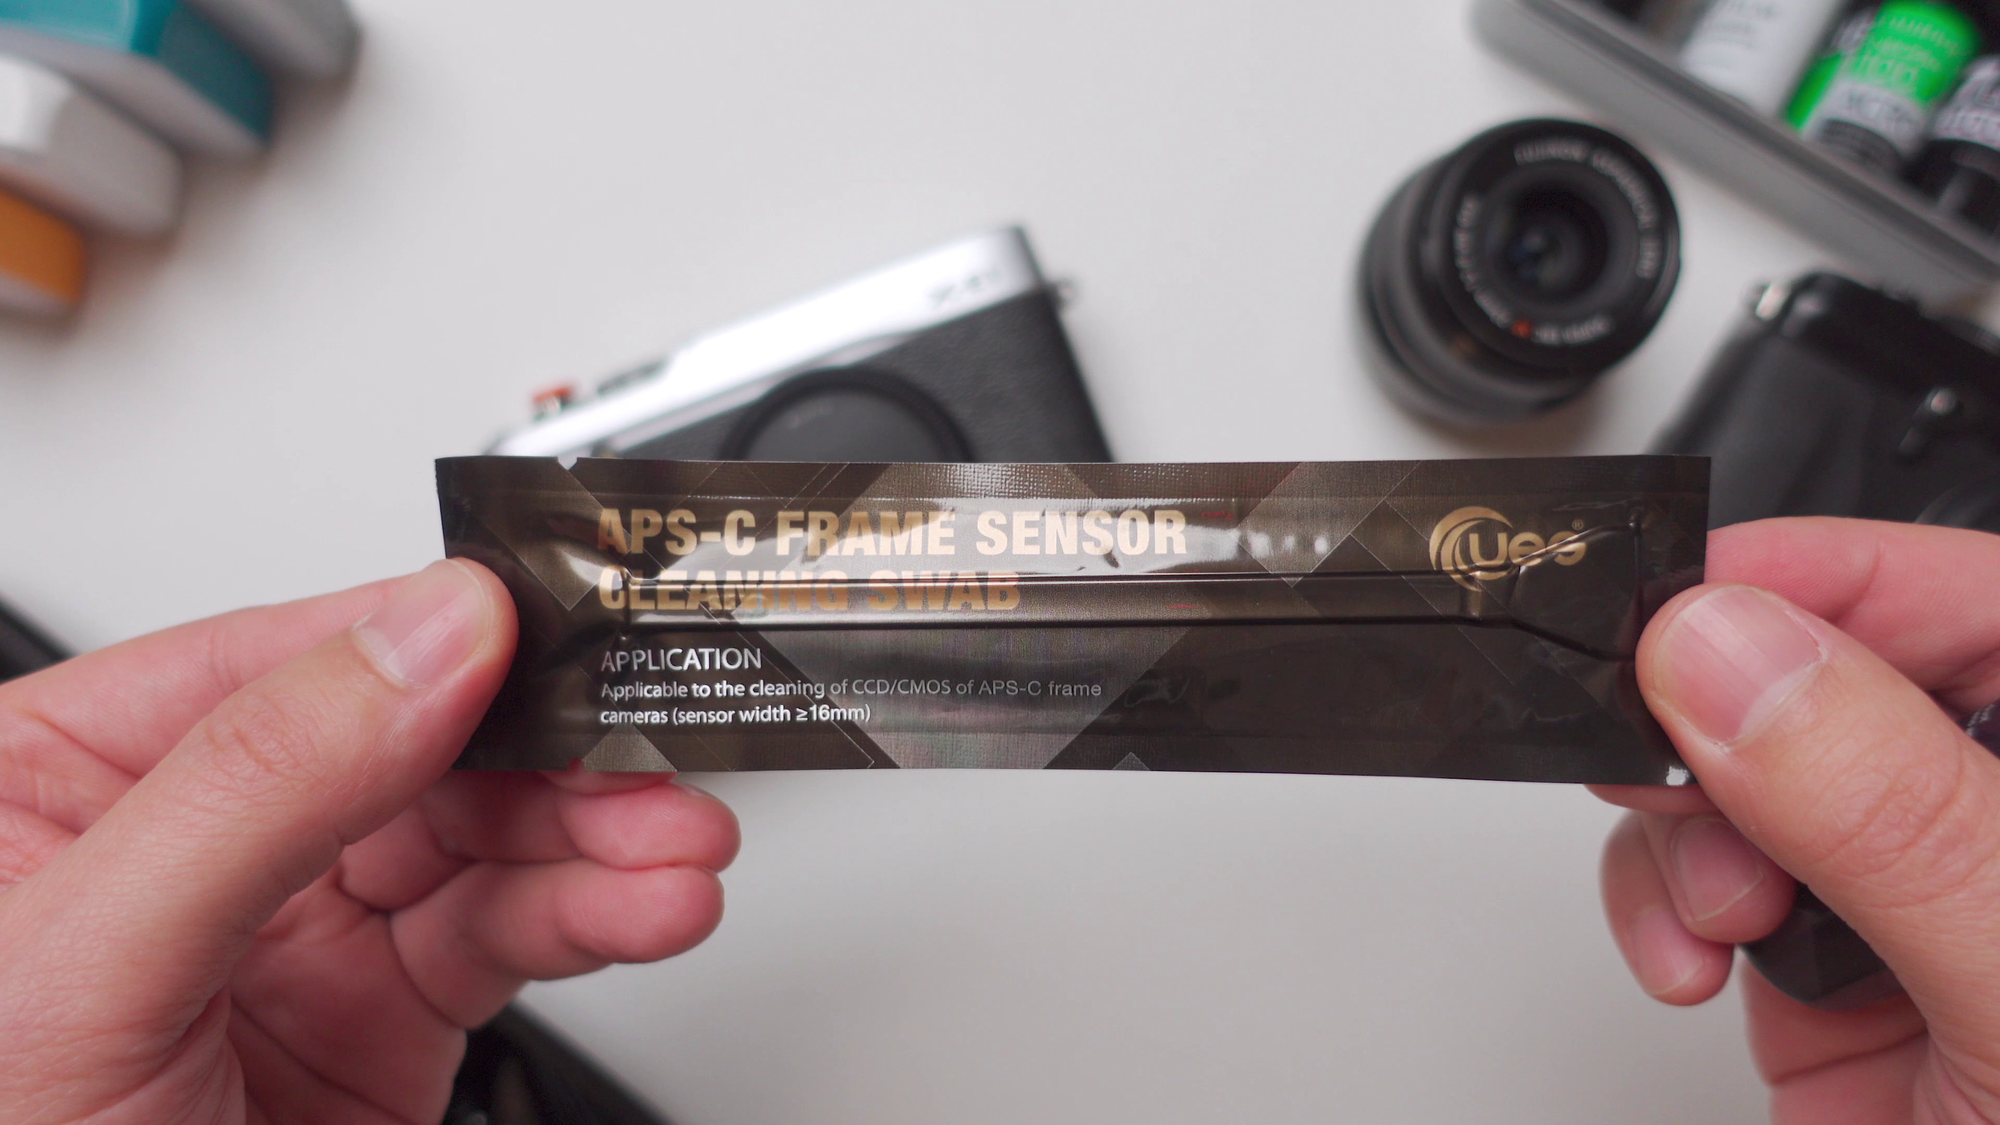 APS-C FRAME SENSOR
CLEANING SWAB
ues®
APPLICATION
Applicable to the cleaning of CCD/CMOS of APS-C frame
cameras (sensor width ≥16mm)